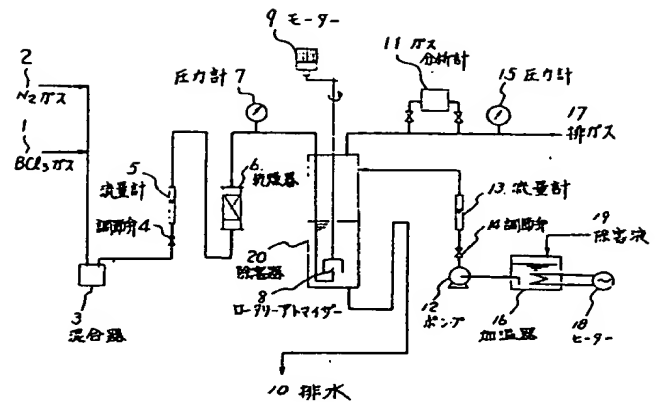 9 モーター
11 ガス
分析計
15 圧力計
2
N2ガス
圧力計 7
17
排ガス
1
BCl3ガス
5
流量計
6
乾燥器
13 流量計
調節弁 4
14 調節弁
19
除害液
20
除害器
8
ロータリーアトマイザー
3
混合器
12
ポンプ
16
加温器
18
ヒーター
10 排水